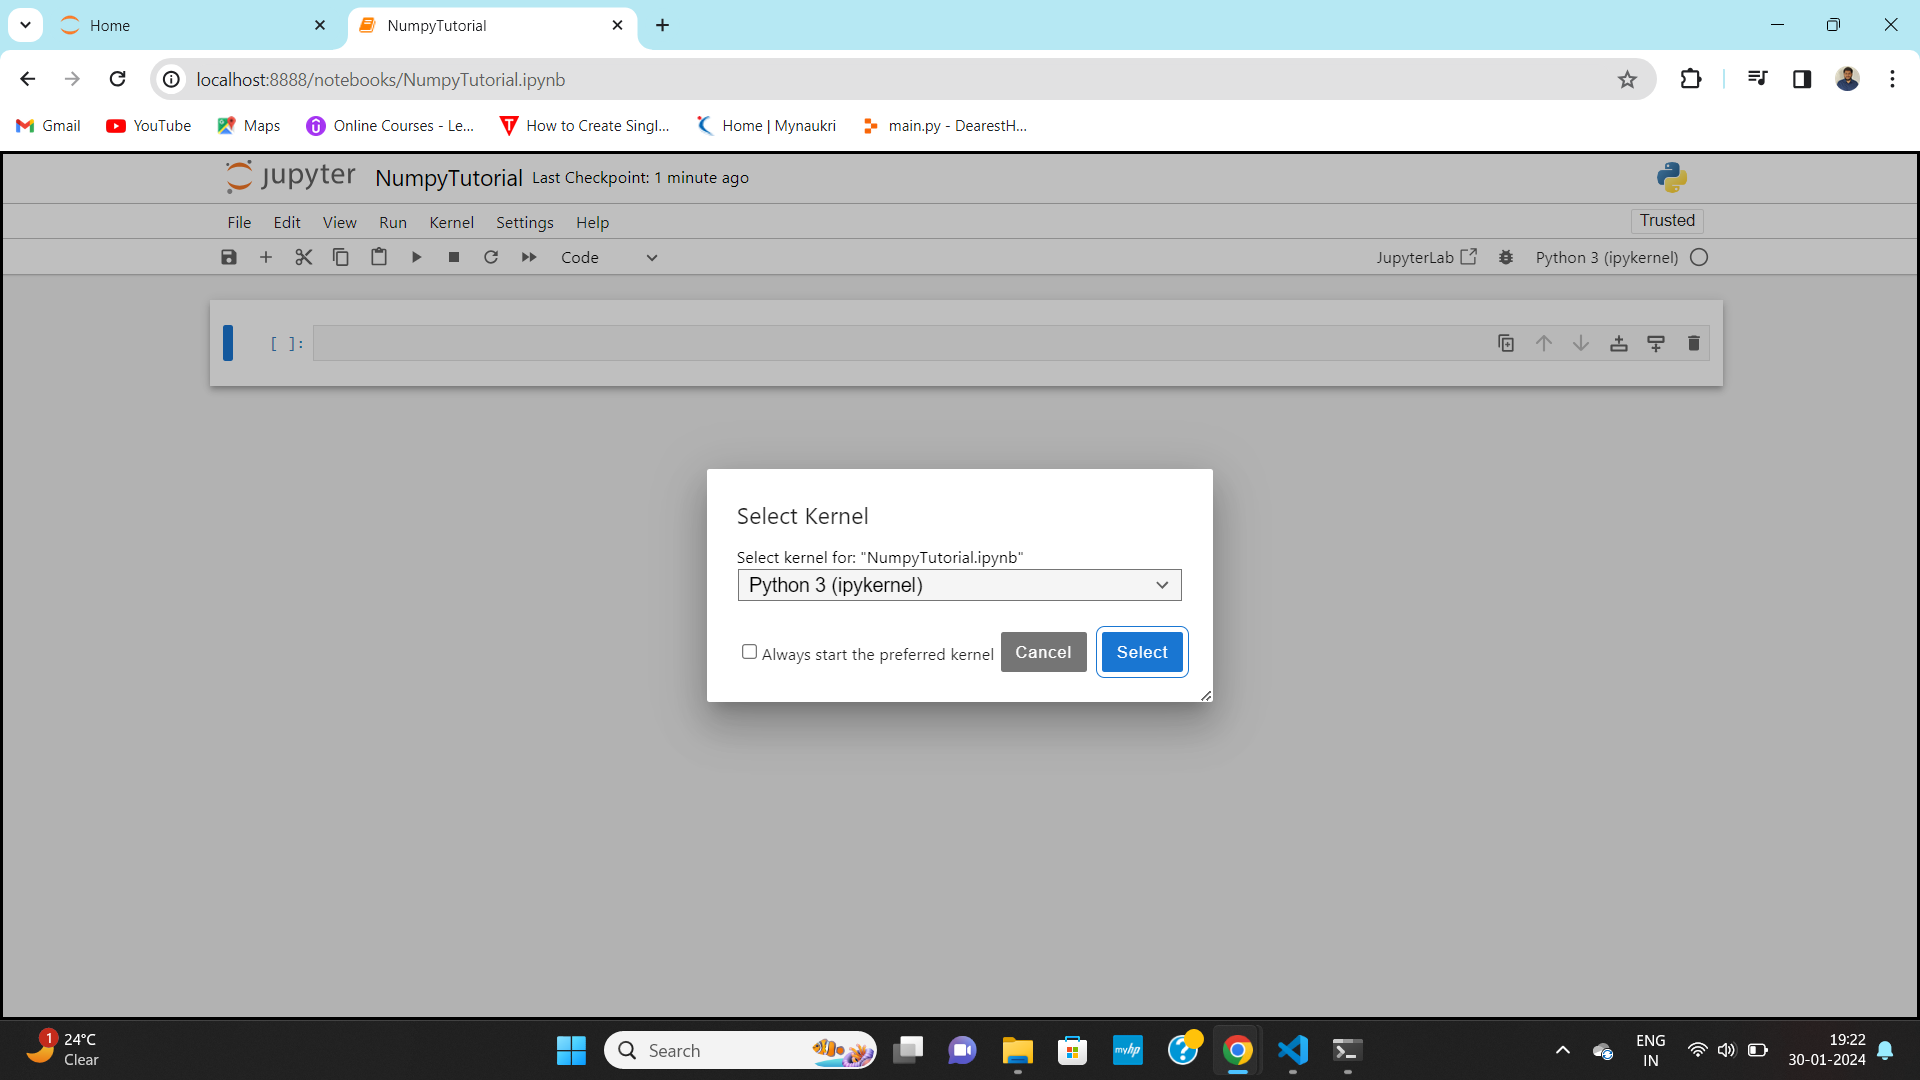 Home
NumpyTutorial
localhost:8888/notebooks/NumpyTutorial.ipynb
Gmail YouTube Maps Online Courses - Le... How to Create Singl... Home | Mynaukri main.py - DearestH...
jupyter NumpyTutorial Last Checkpoint: 1 minute ago
File Edit View Run Kernel Settings Help Trusted
Code JupyterLab Python 3 (ipykernel)
[ ]:
Select Kernel
Select kernel for: "NumpyTutorial.ipynb"
Python 3 (ipykernel)
Always start the preferred kernel Cancel Select
1
24°C
Clear
Search
myhp
ENG
IN
19:22
30-01-2024